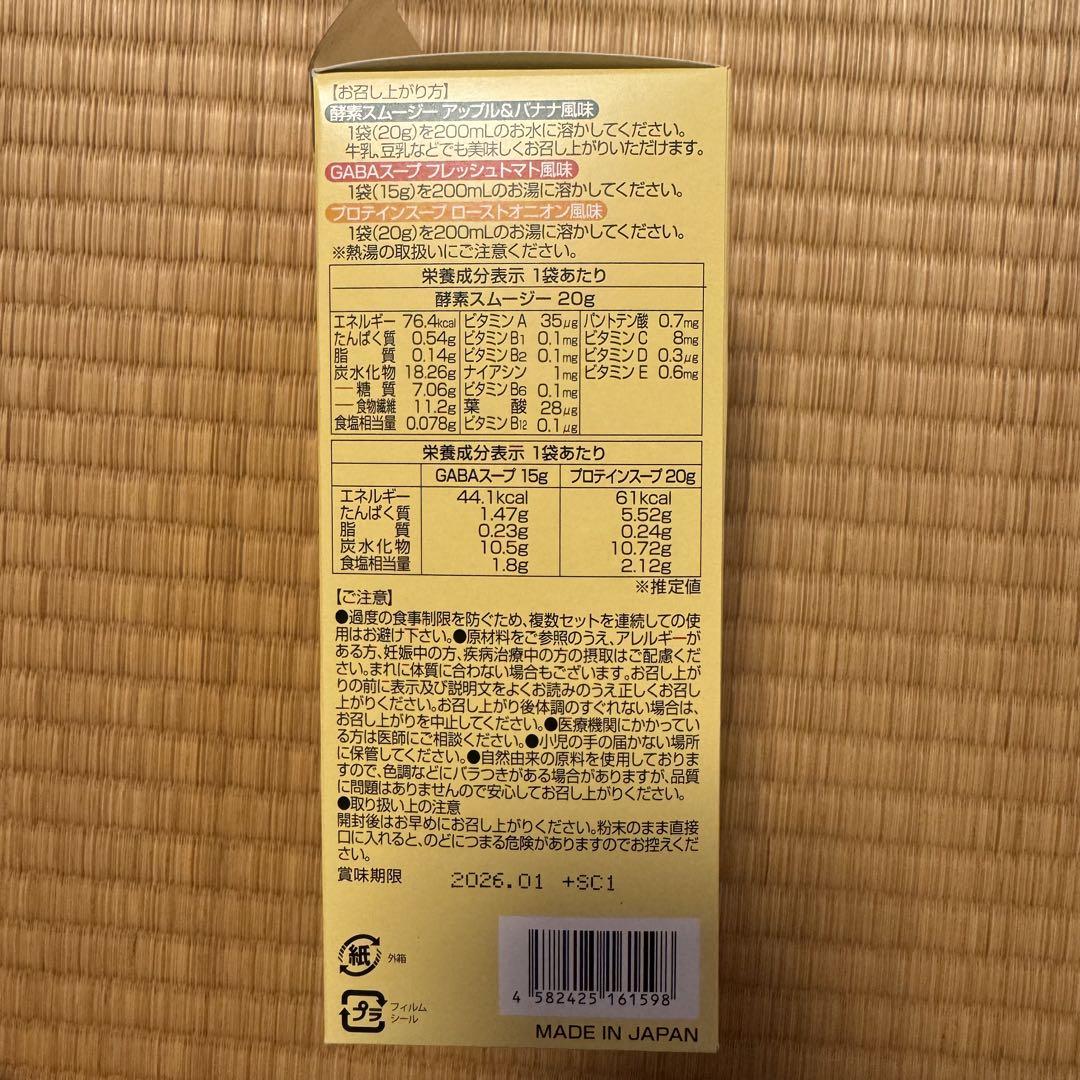 【お召し上がり方】
酵素スムージー アップル&バナナ風味
1袋(20g)を200mLのお水に溶かしてください。
牛乳、豆乳などでも美味しくお召し上がりいただけます。
GABAスープ フレッシュトマト風味
1袋(15g)を200mLのお湯に溶かしてください。
プロテインスープ ローストオニオン風味
1袋(20g)を200mLのお湯に溶かしてください。
※熱湯の取扱いにご注意ください。
栄養成分表示 1袋あたり
酵素スムージー 20g
エネルギー 76.4kcal ビタミンA 35μg パントテン酸 0.7mg
たんぱく質 0.54g ビタミンB1 0.1mg ビタミンC 8mg
脂質 0.14g ビタミンB2 0.1mg ビタミンD 0.3μg
炭水化物 18.26g ナイアシン 1mg ビタミンE 0.6mg
―糖質 7.06g ビタミンB6 0.1mg
―食物繊維 11.2g 葉酸 28μg
食塩相当量 0.078g ビタミンB12 0.1μg
栄養成分表示 1袋あたり
GABAスープ 15g プロテインスープ 20g
エネルギー 44.1kcal 61kcal
たんぱく質 1.47g 5.52g
脂質 0.23g 0.24g
炭水化物 10.5g 10.72g
食塩相当量 1.8g 2.12g
※推定値
【ご注意】
●過度の食事制限を防ぐため、複数セットを連続しての使
用はお避け下さい。●原材料をご参照のうえ、アレルギーが
ある方、妊娠中の方、疾病治療中の方の摂取はご配慮くだ
さい。まれに体質に合わない場合もございます。お召し上が
りの前に表示及び説明文をよくお読みのうえ正しくお召し
上がりください。お召し上がり後体調のすぐれない場合は、
お召し上がりを中止してください。●医療機関にかかってい
る方は医師にご相談ください。●小児の手の届かない場所
に保管してください。●自然由来の原料を使用しておりま
すので、色調などにバラつきがある場合がありますが、品質
に問題はありませんので安心してお召し上がりください。
●取り扱い上の注意
開封後はお早めにお召し上がりください。粉末のまま直接
口に入れると、のどにつまる危険がありますのでお控えくだ
さい。
賞味期限 2026.01 +SC1
紙 外箱
プラ フィルム
シール
4 582425 161598
MADE IN JAPAN